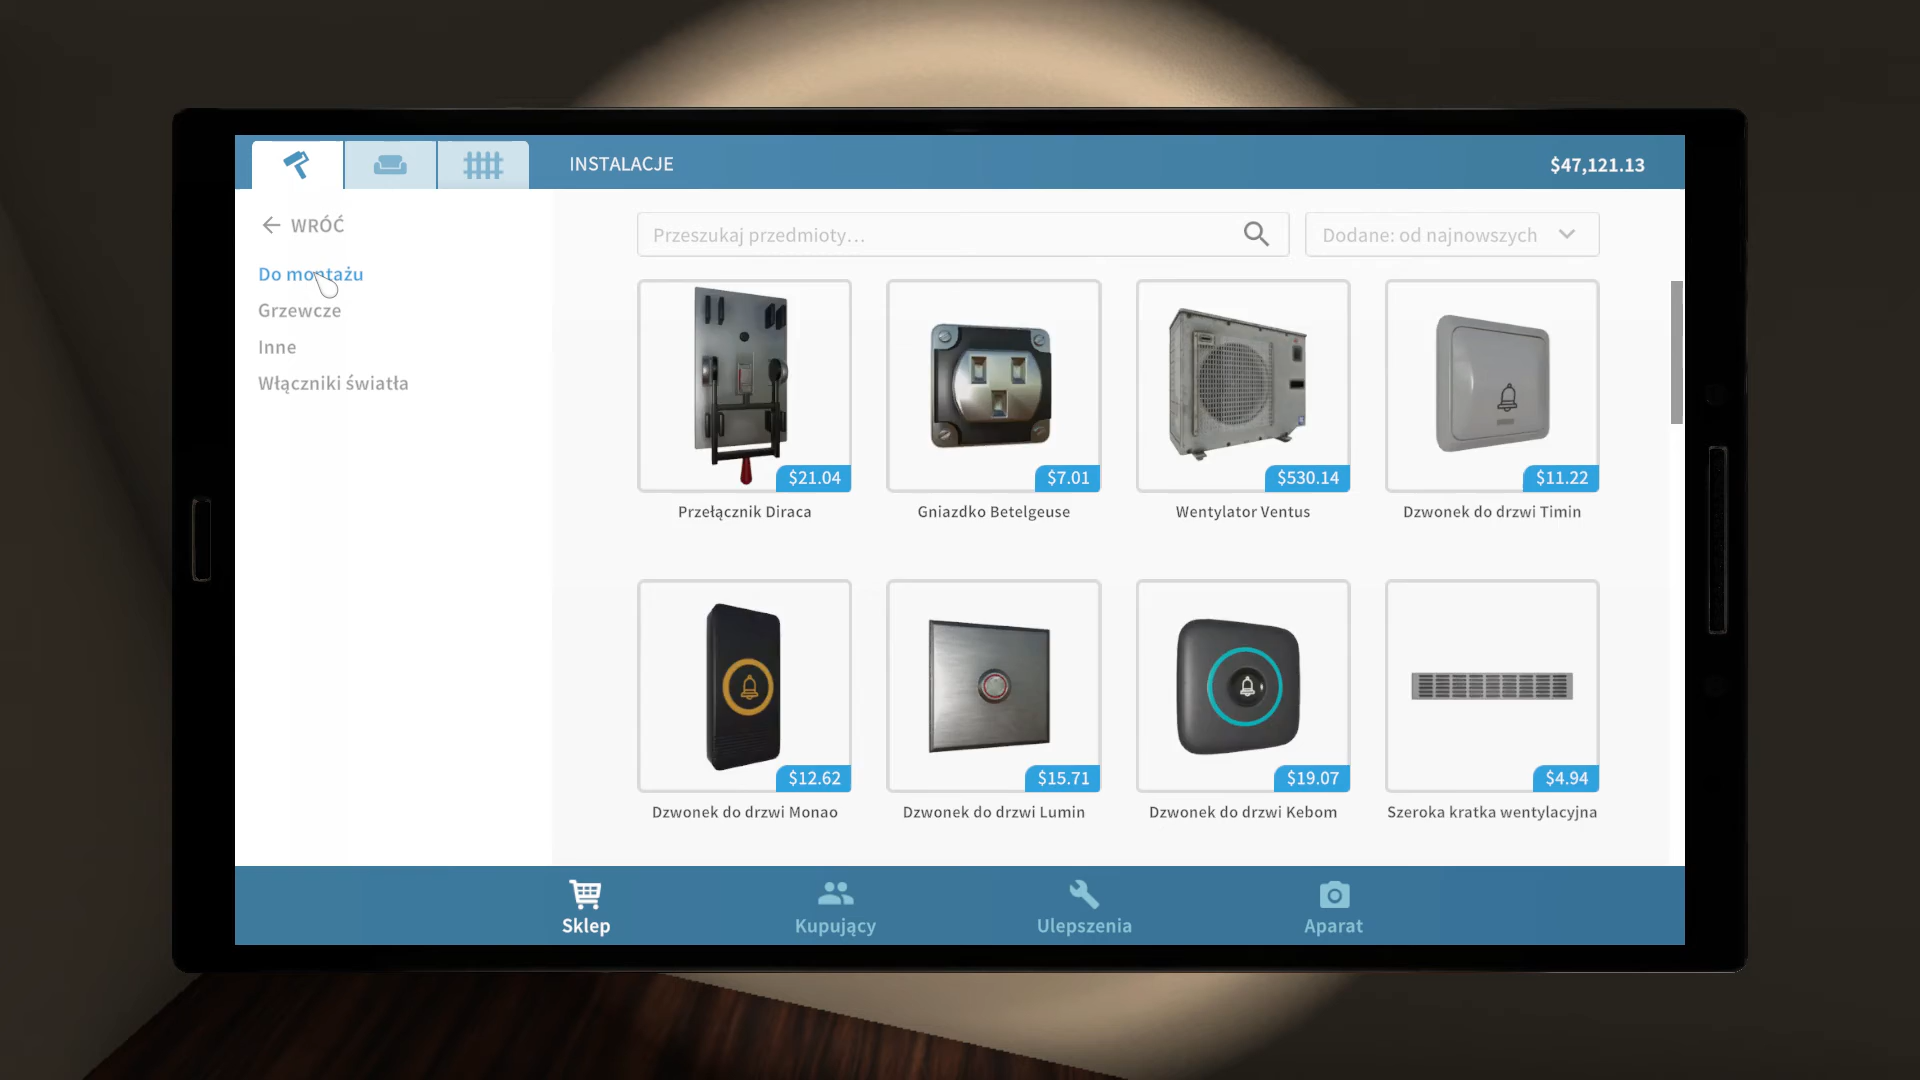 INSTALACJE
$47,121.13
WRÓĆ
Do montażu
Grzewcze
Inne
Włączniki światła
Przeszukaj przedmioty...
Dodane: od najnowszych
$21.04
$7.01
$530.14
$11.22
Przełącznik Diraca
Gniazdko Betelgeuse
Wentylator Ventus
Dzwonek do drzwi Timin
$12.62
$15.71
$19.07
$4.94
Dzwonek do drzwi Monao
Dzwonek do drzwi Lumin
Dzwonek do drzwi Kebom
Szeroka kratka wentylacyjna
Sklep
Kupujący
Ulepszenia
Aparat